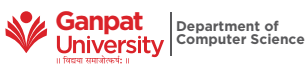 Ganpat
University
॥ विद्यया समाजोत्कर्षः ॥
Department of
Computer Science